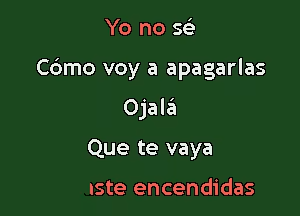 Yo no sé
Cómo voy a apagarlas
Ojalá
Que te vaya
encendidas